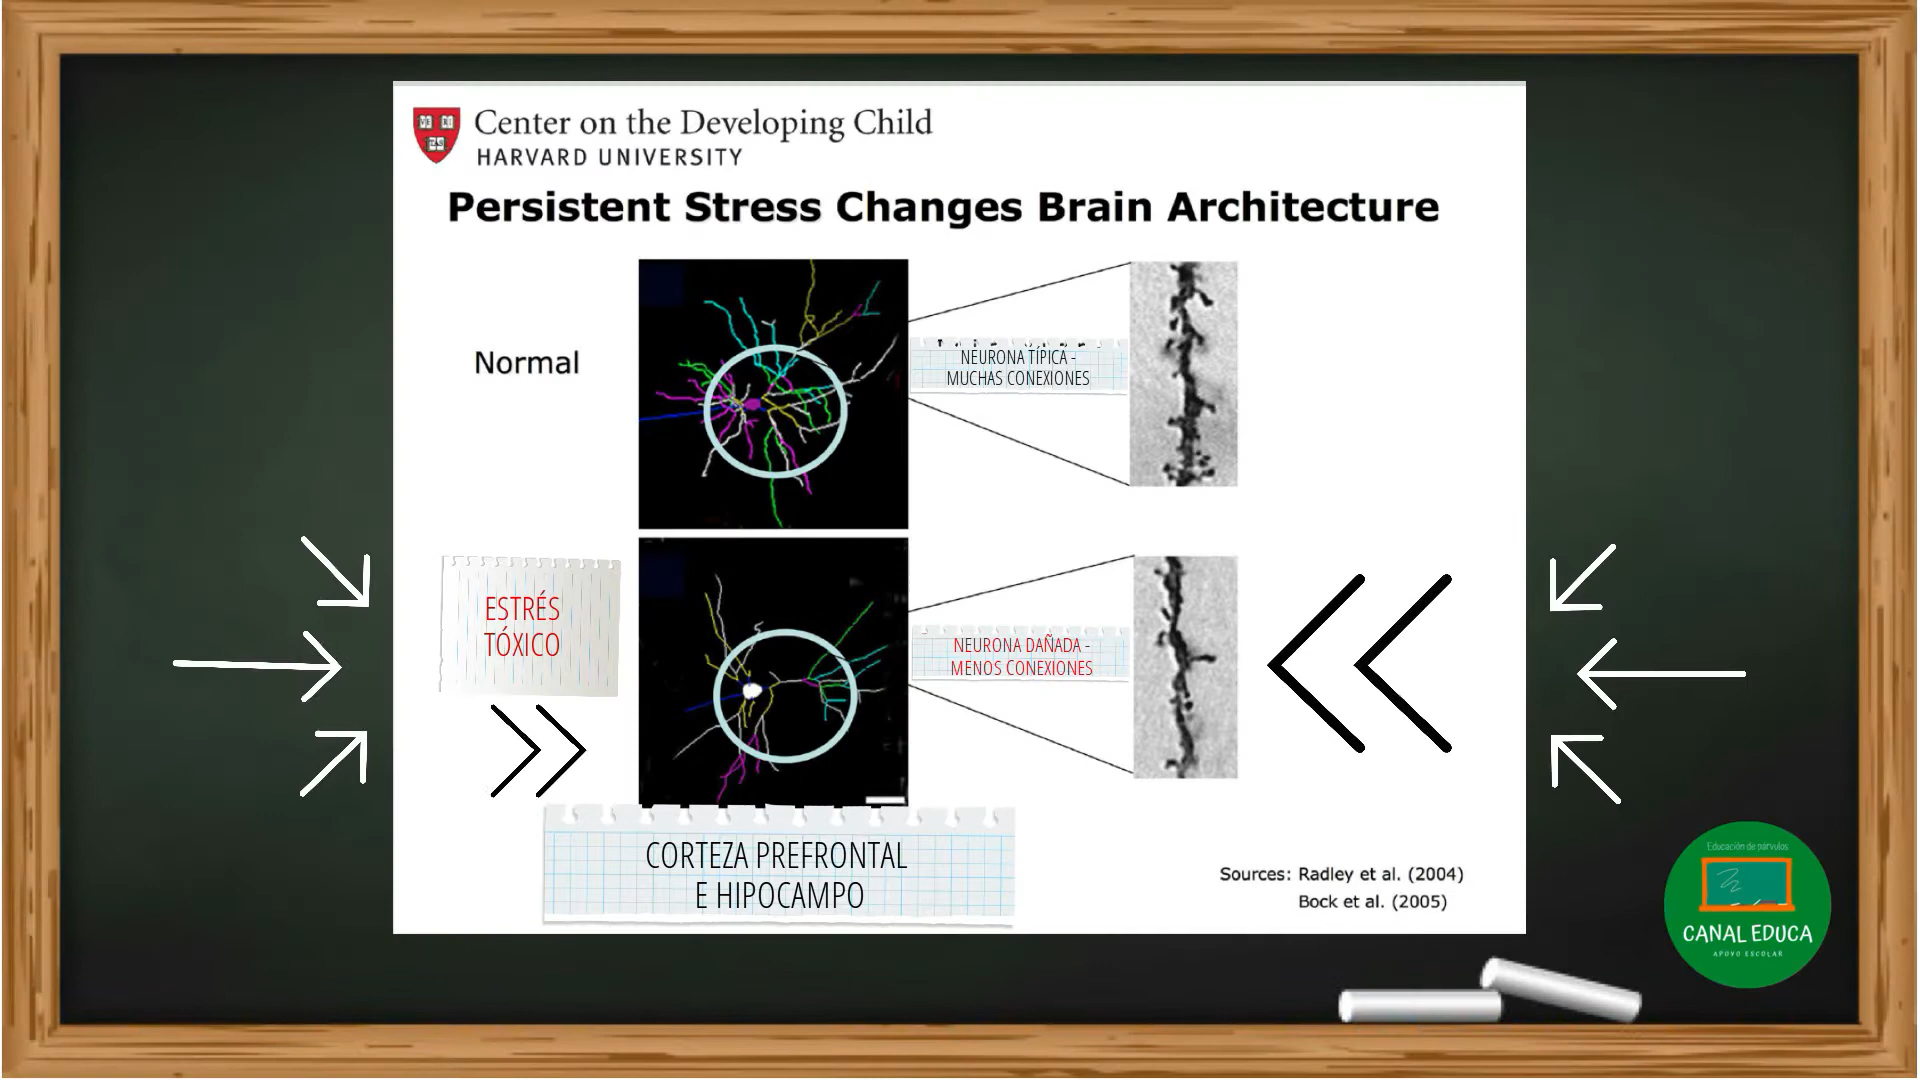 Center on the Developing Child
HARVARD UNIVERSITY
Persistent Stress Changes Brain Architecture
Normal
NEURONA TÍPICA -
MUCHAS CONEXIONES
ESTRÉS
TÓXICO
NEURONA DAÑADA -
MENOS CONEXIONES
CORTEZA PREFRONTAL
E HIPOCAMPO
Sources: Radley et al. (2004)
Bock et al. (2005)
Educación de párvulos
CANAL EDUCA
APOYO ESCOLAR